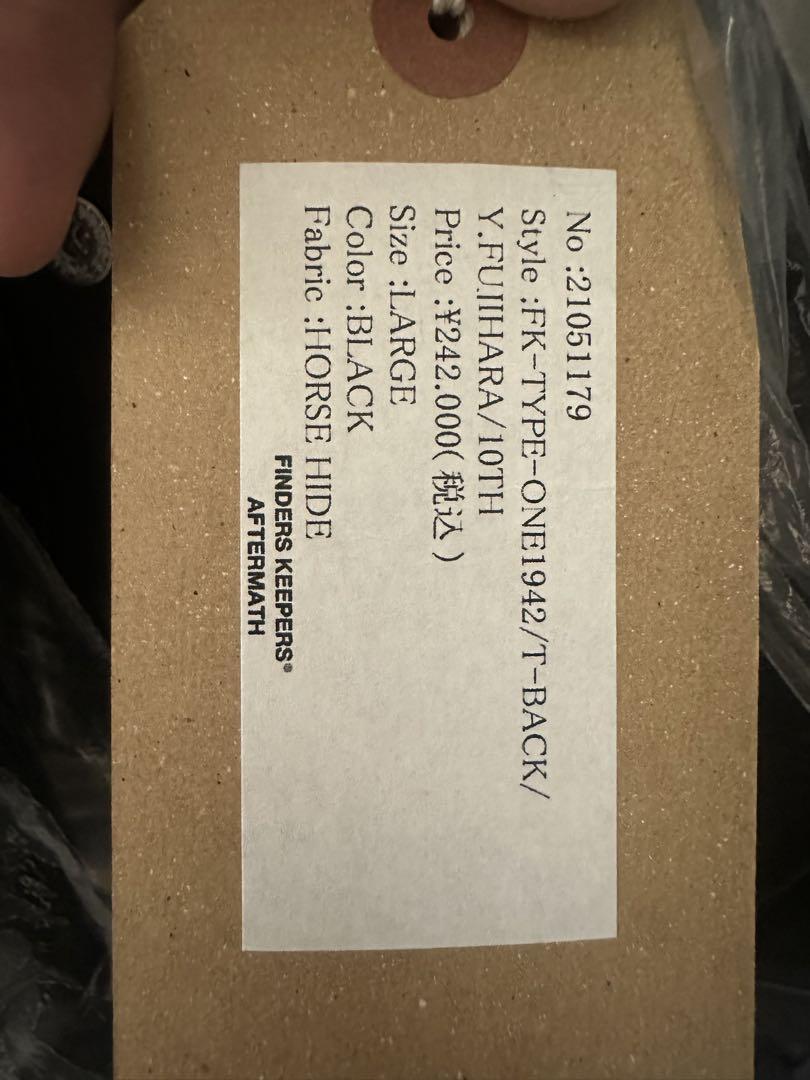 No :21051179
Style :FK-TYPE-ONE1942/T-BACK/
Y.FUJIHARA/10TH
Price :¥242.000(税込)
Size :LARGE
Color :BLACK
Fabric :HORSE HIDE
FINDERS KEEPERS®
AFTERMATH